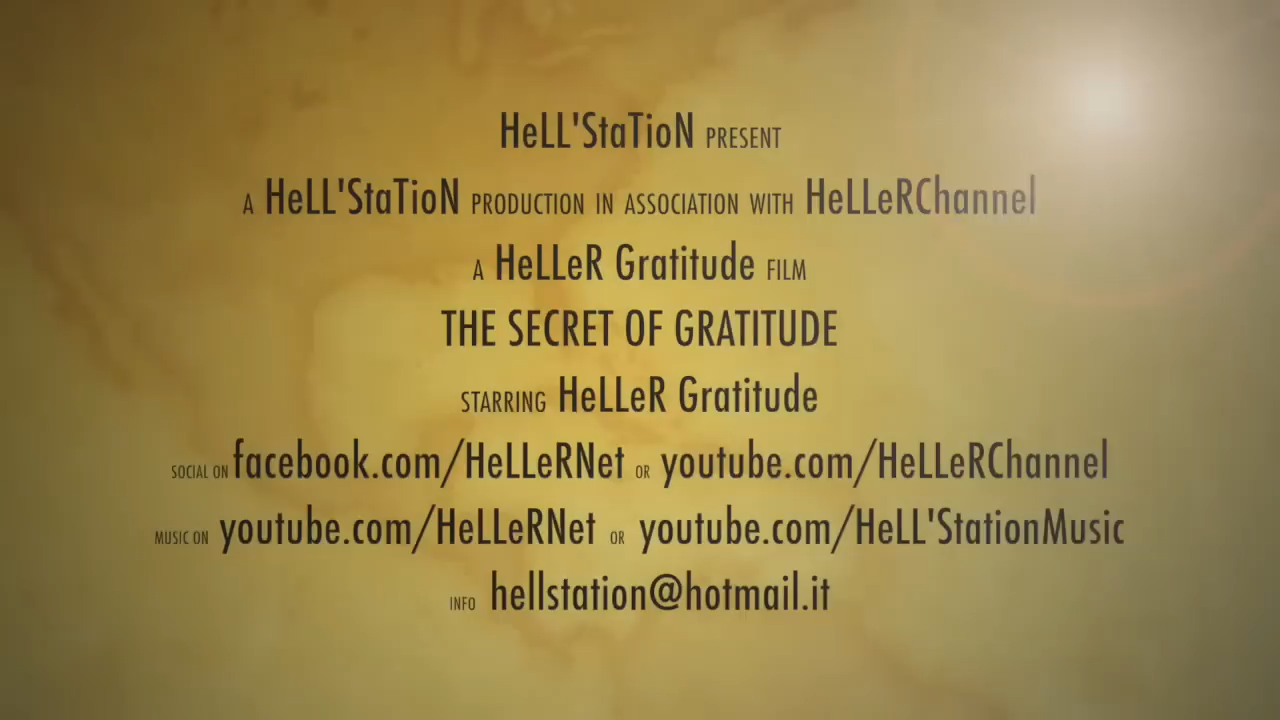 HeLL'StaTioN PRESENT
A HeLL'StaTioN PRODUCTION IN ASSOCIATION WITH HeLLeRChannel
A HeLLeR Gratitude FILM
THE SECRET OF GRATITUDE
STARRING HeLLeR Gratitude
SOCIAL ON facebook.com/HeLLeRNet OR youtube.com/HeLLeRChannel
MUSIC ON youtube.com/HeLLeRNet OR youtube.com/HeLL'StationMusic
INFO hellstation@hotmail.it